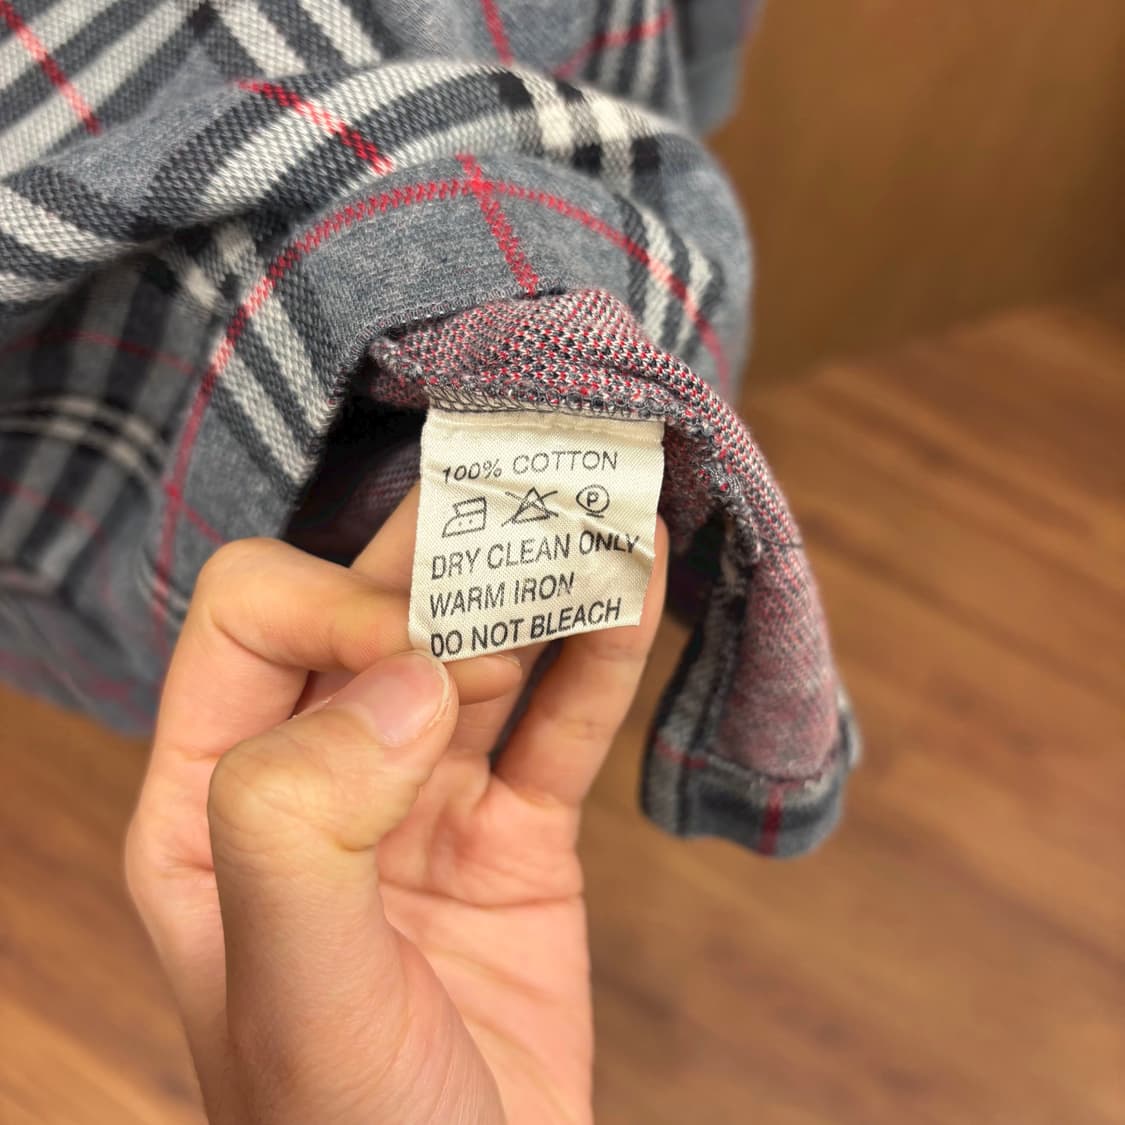 100% COTTON
P
DRY CLEAN ONLY
WARM IRON
DO NOT BLEACH